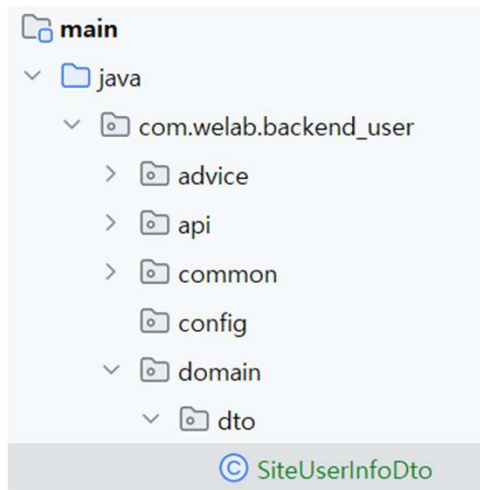 main
java
com.welab.backend_user
advice
api
common
config
domain
dto
SiteUserInfoDto